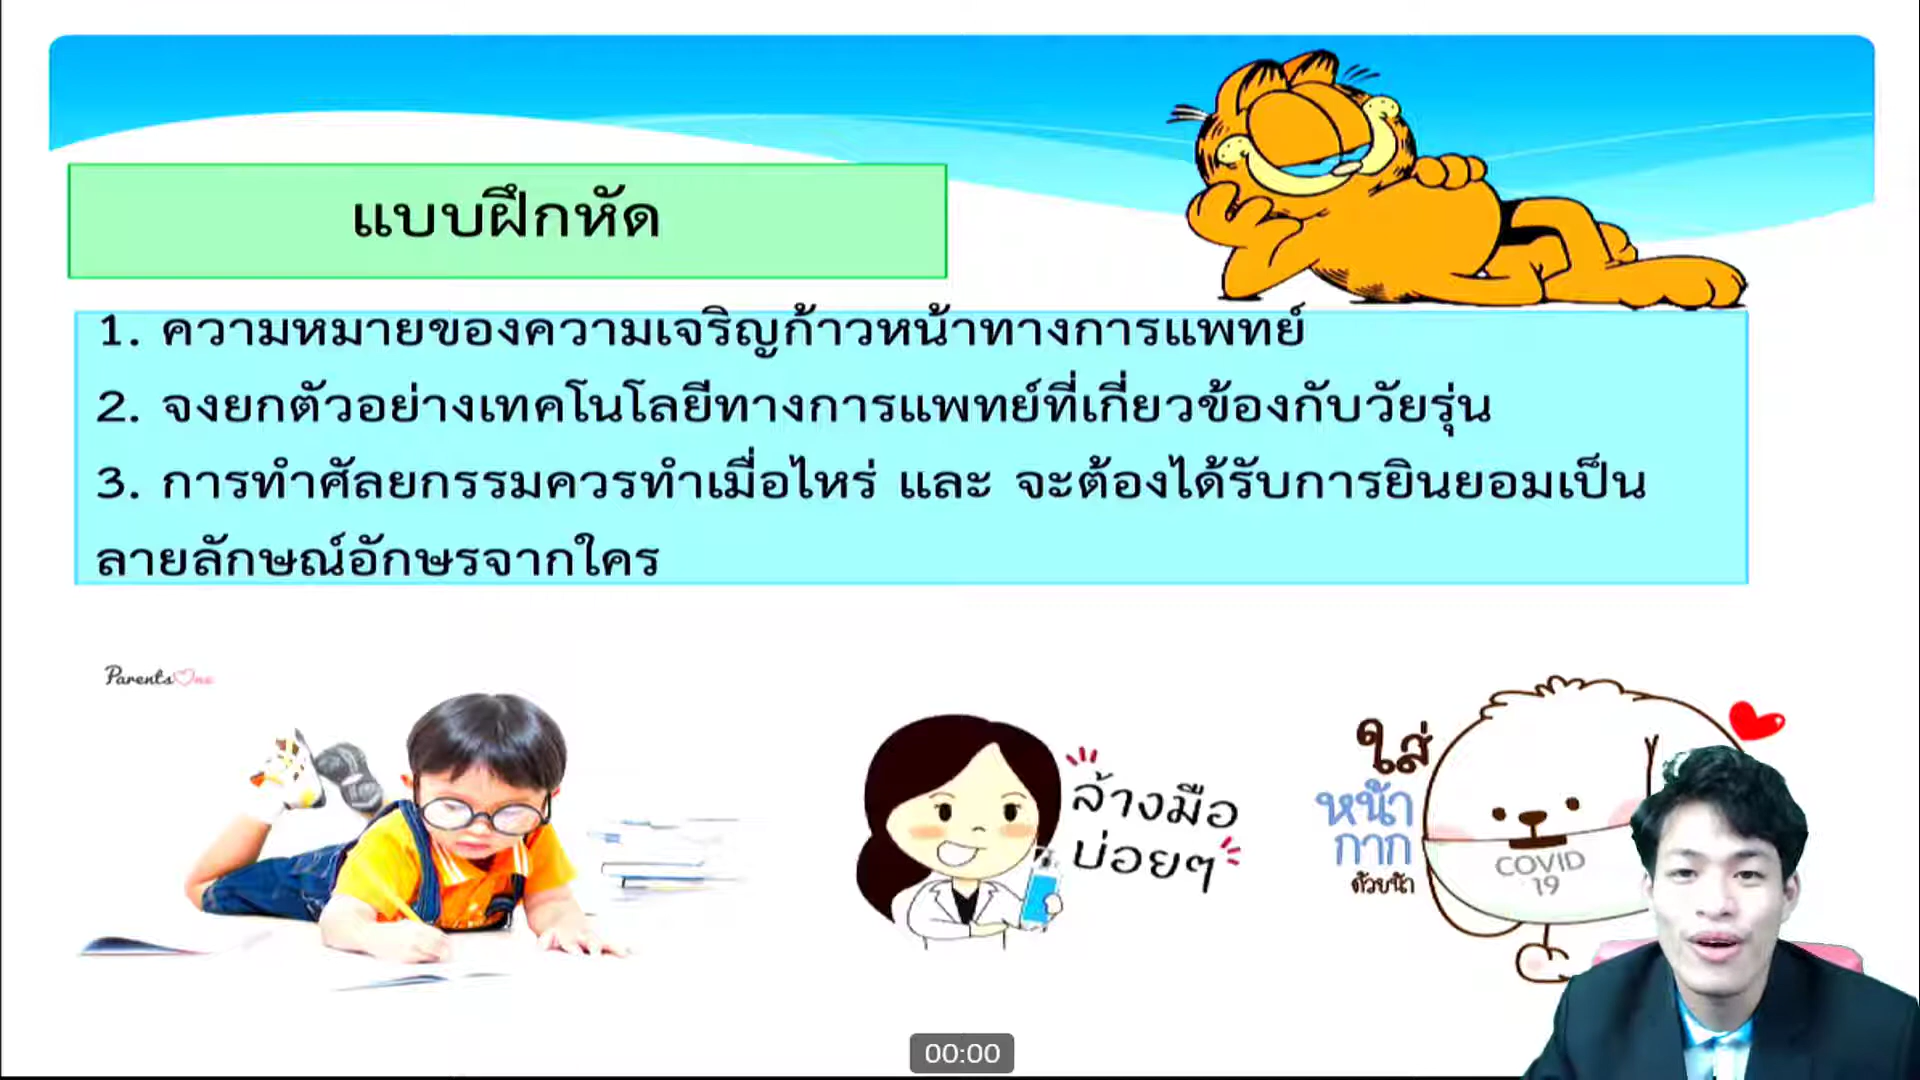 แบบฝึกหัด
1. ความหมายของความเจริญก้าวหน้าทางการแพทย์
2. จงยกตัวอย่างเทคโนโลยีทางการแพทย์ที่เกี่ยวข้องกับวัยรุ่น
3. การทำศัลยกรรมควรทำเมื่อไหร่ และ จะต้องได้รับการยินยอมเป็น
ลายลักษณ์อักษรจากใคร
ParentsOne
ล้างมือ
บ่อยๆ
ใส่
หน้า
กาก
ด้วยน้า
COVID
19
00:00